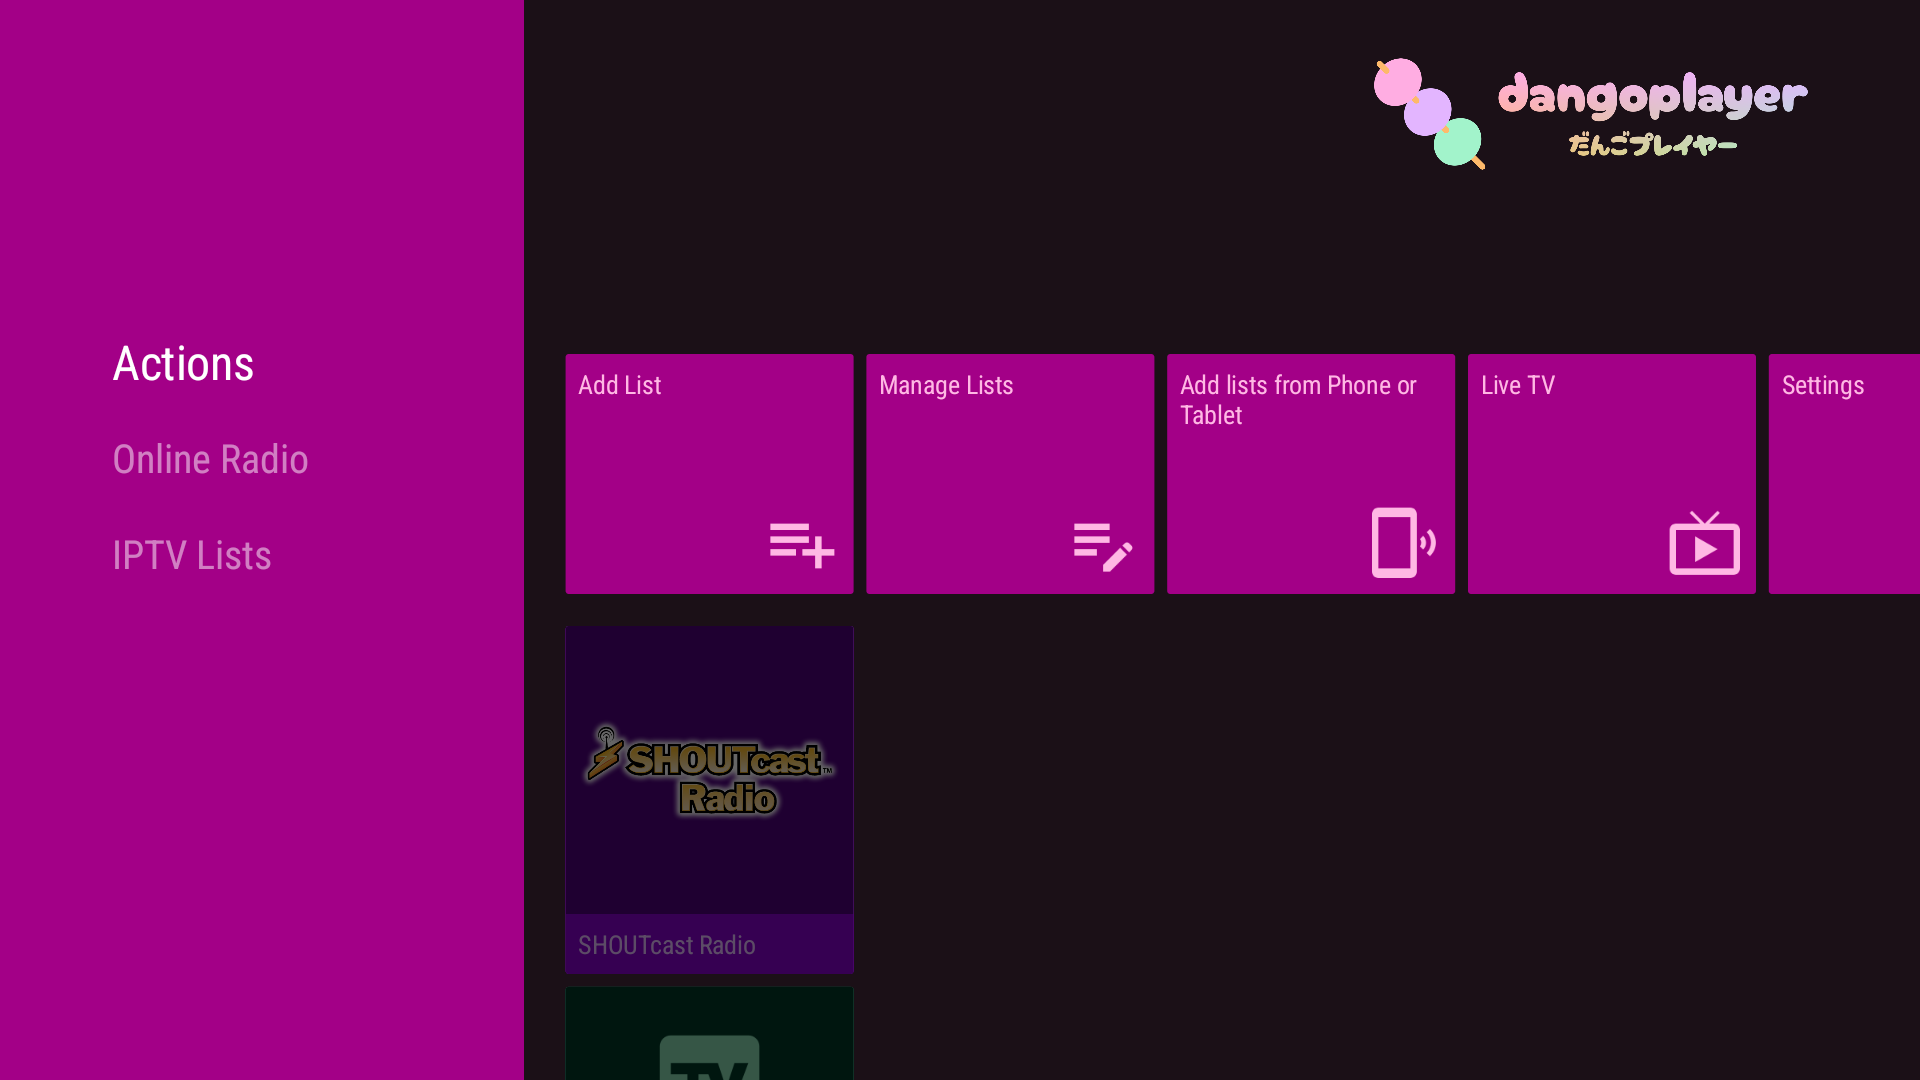 dangoplayer
だんごプレイヤー
Actions
Online Radio
IPTV Lists
Add List
Manage Lists
Add lists from Phone or
Tablet
Live TV
Settings
SHOUTcast™
Radio
SHOUTcast Radio
TV